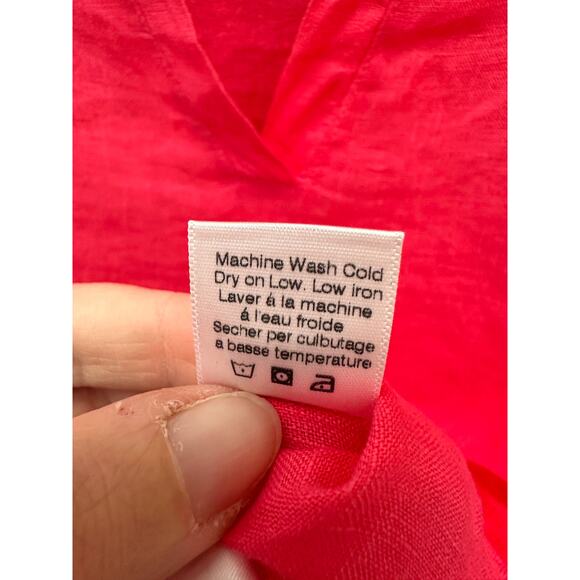 Machine Wash Cold
Dry on Low. Low iron
Laver á la machine
á l'eau froide
Secher per culbutage
a basse temperature